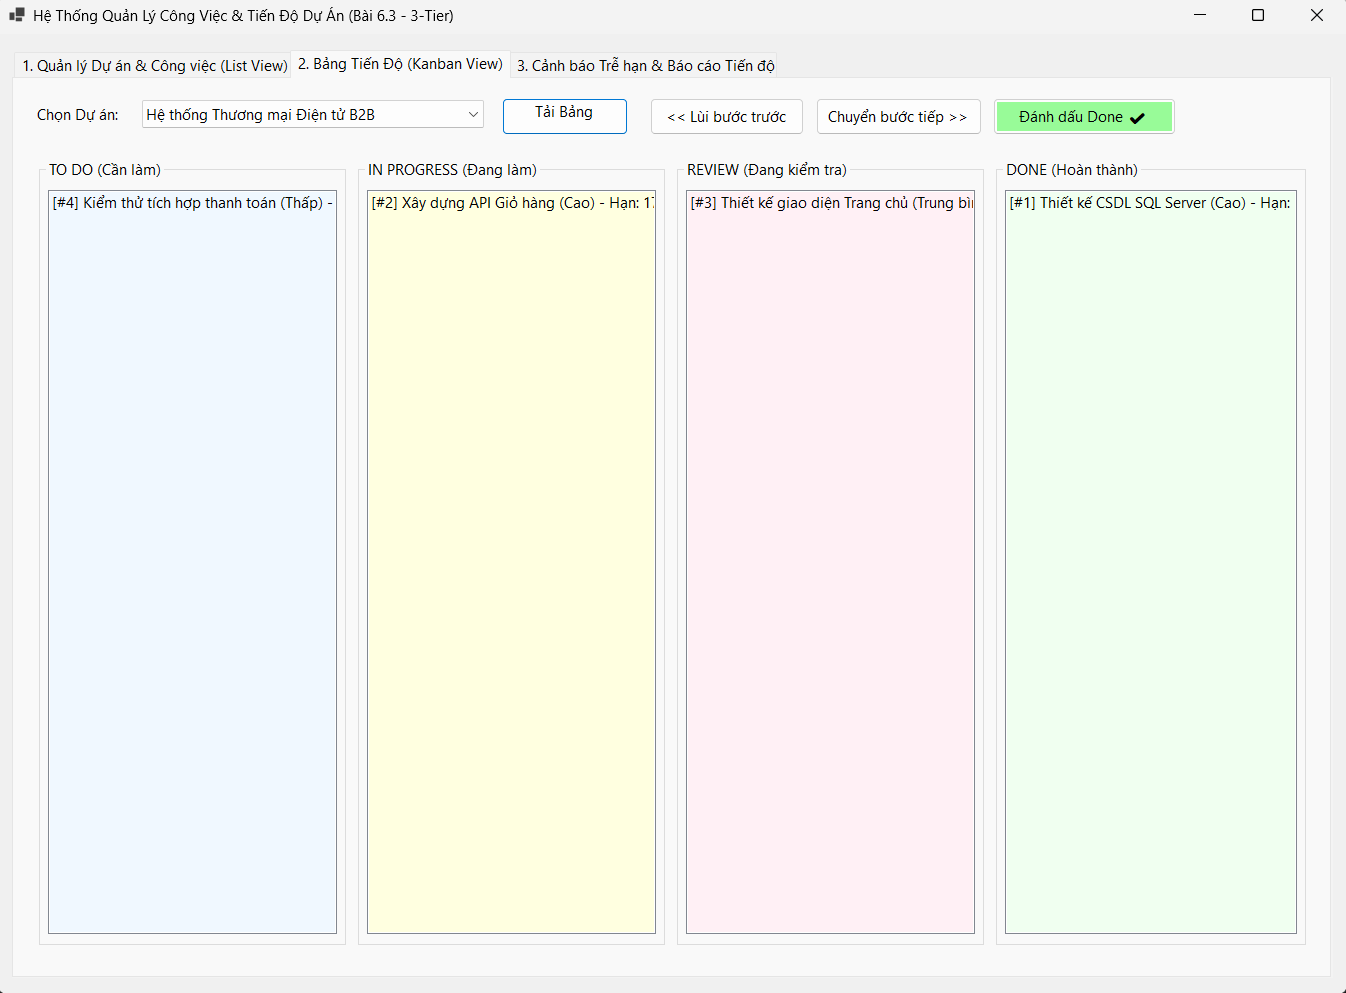 Hệ Thống Quản Lý Công Việc & Tiến Độ Dự Án (Bài 6.3 - 3-Tier)
1. Quản lý Dự án & Công việc (List View)
2. Bảng Tiến Độ (Kanban View)
3. Cảnh báo Trễ hạn & Báo cáo Tiến độ
Chọn Dự án:
Hệ thống Thương mại Điện tử B2B
Tải Bảng
<< Lùi bước trước
Chuyển bước tiếp >>
Đánh dấu Done ✔
TO DO (Cần làm)
[#4] Kiểm thử tích hợp thanh toán (Thấp) -
IN PROGRESS (Đang làm)
[#2] Xây dựng API Giỏ hàng (Cao) - Hạn: 17
REVIEW (Đang kiểm tra)
[#3] Thiết kế giao diện Trang chủ (Trung bì
DONE (Hoàn thành)
[#1] Thiết kế CSDL SQL Server (Cao) - Hạn: